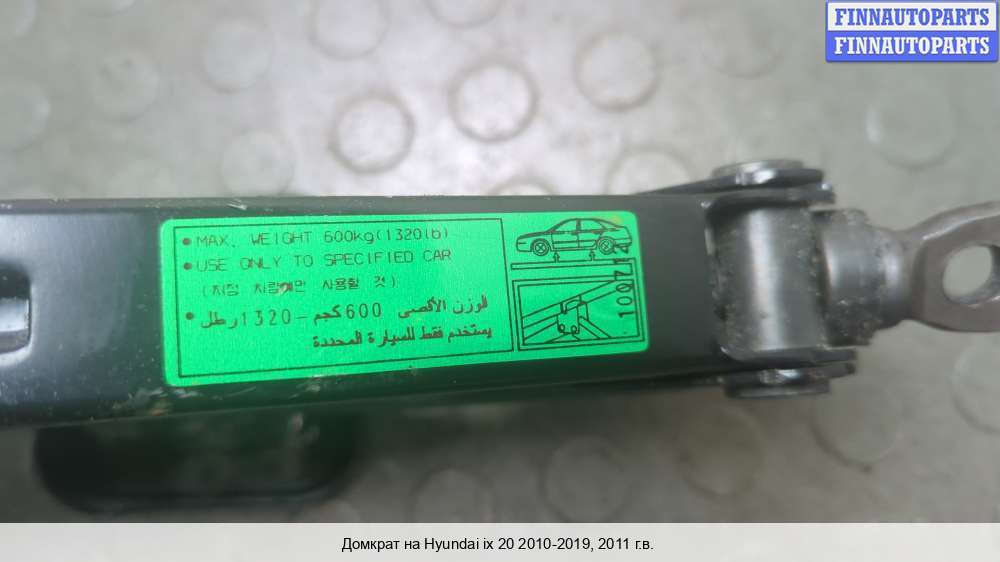 FINNAUTOPARTS
FINNAUTOPARTS
• MAX. WEIGHT 600kg(1320lb)
• USE ONLY TO SPECIFIED CAR
(지정 차량에만 사용할 것)
• الوزن الأقصى 600 كجم - 1320 رطل
يستخدم فقط للسيارة المحددة
100712
Домкрат на Hyundai ix 20 2010-2019, 2011 г.в.